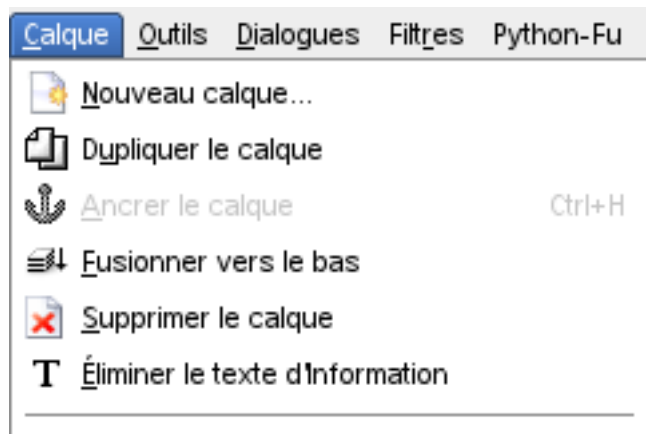 Calque Outils Dialogues Filtres Python-Fu
Nouveau calque...
Dupliquer le calque
Ancrer le calque Ctrl+H
Fusionner vers le bas
Supprimer le calque
T Éliminer le texte d'information